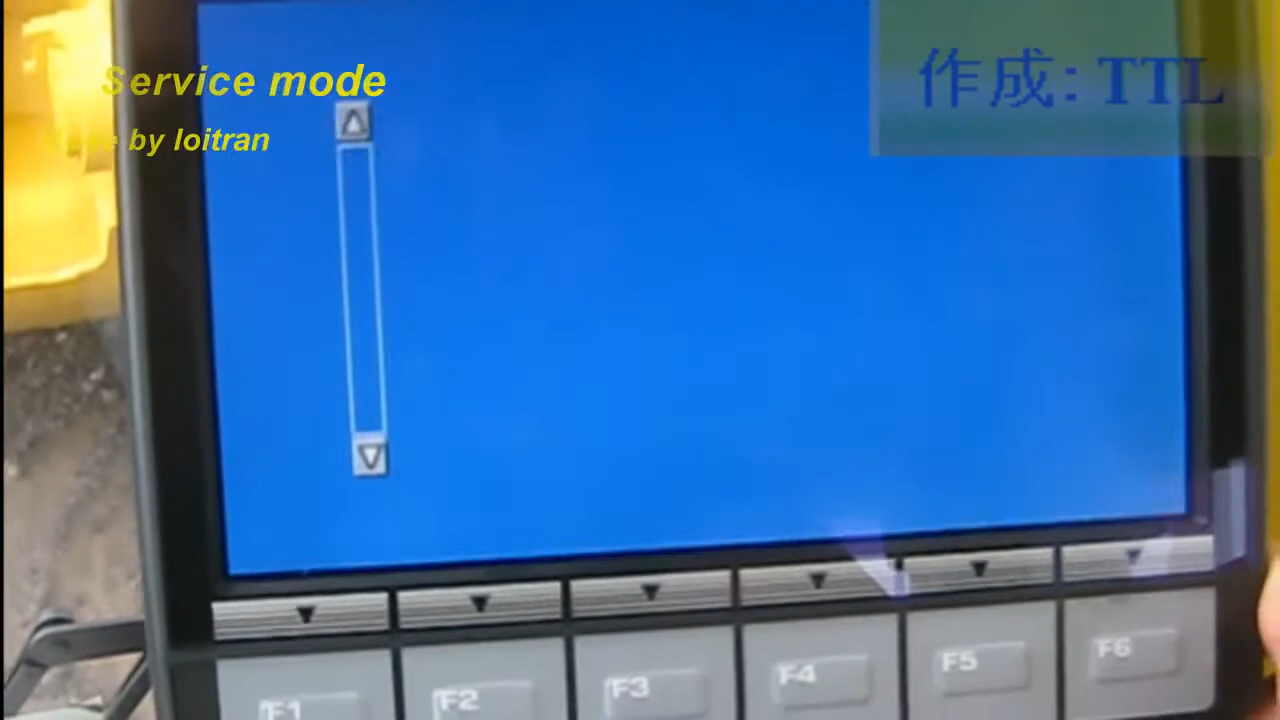 Service mode
by loitran
作成: TTL
F1
F2
F3
F4
F5
F6